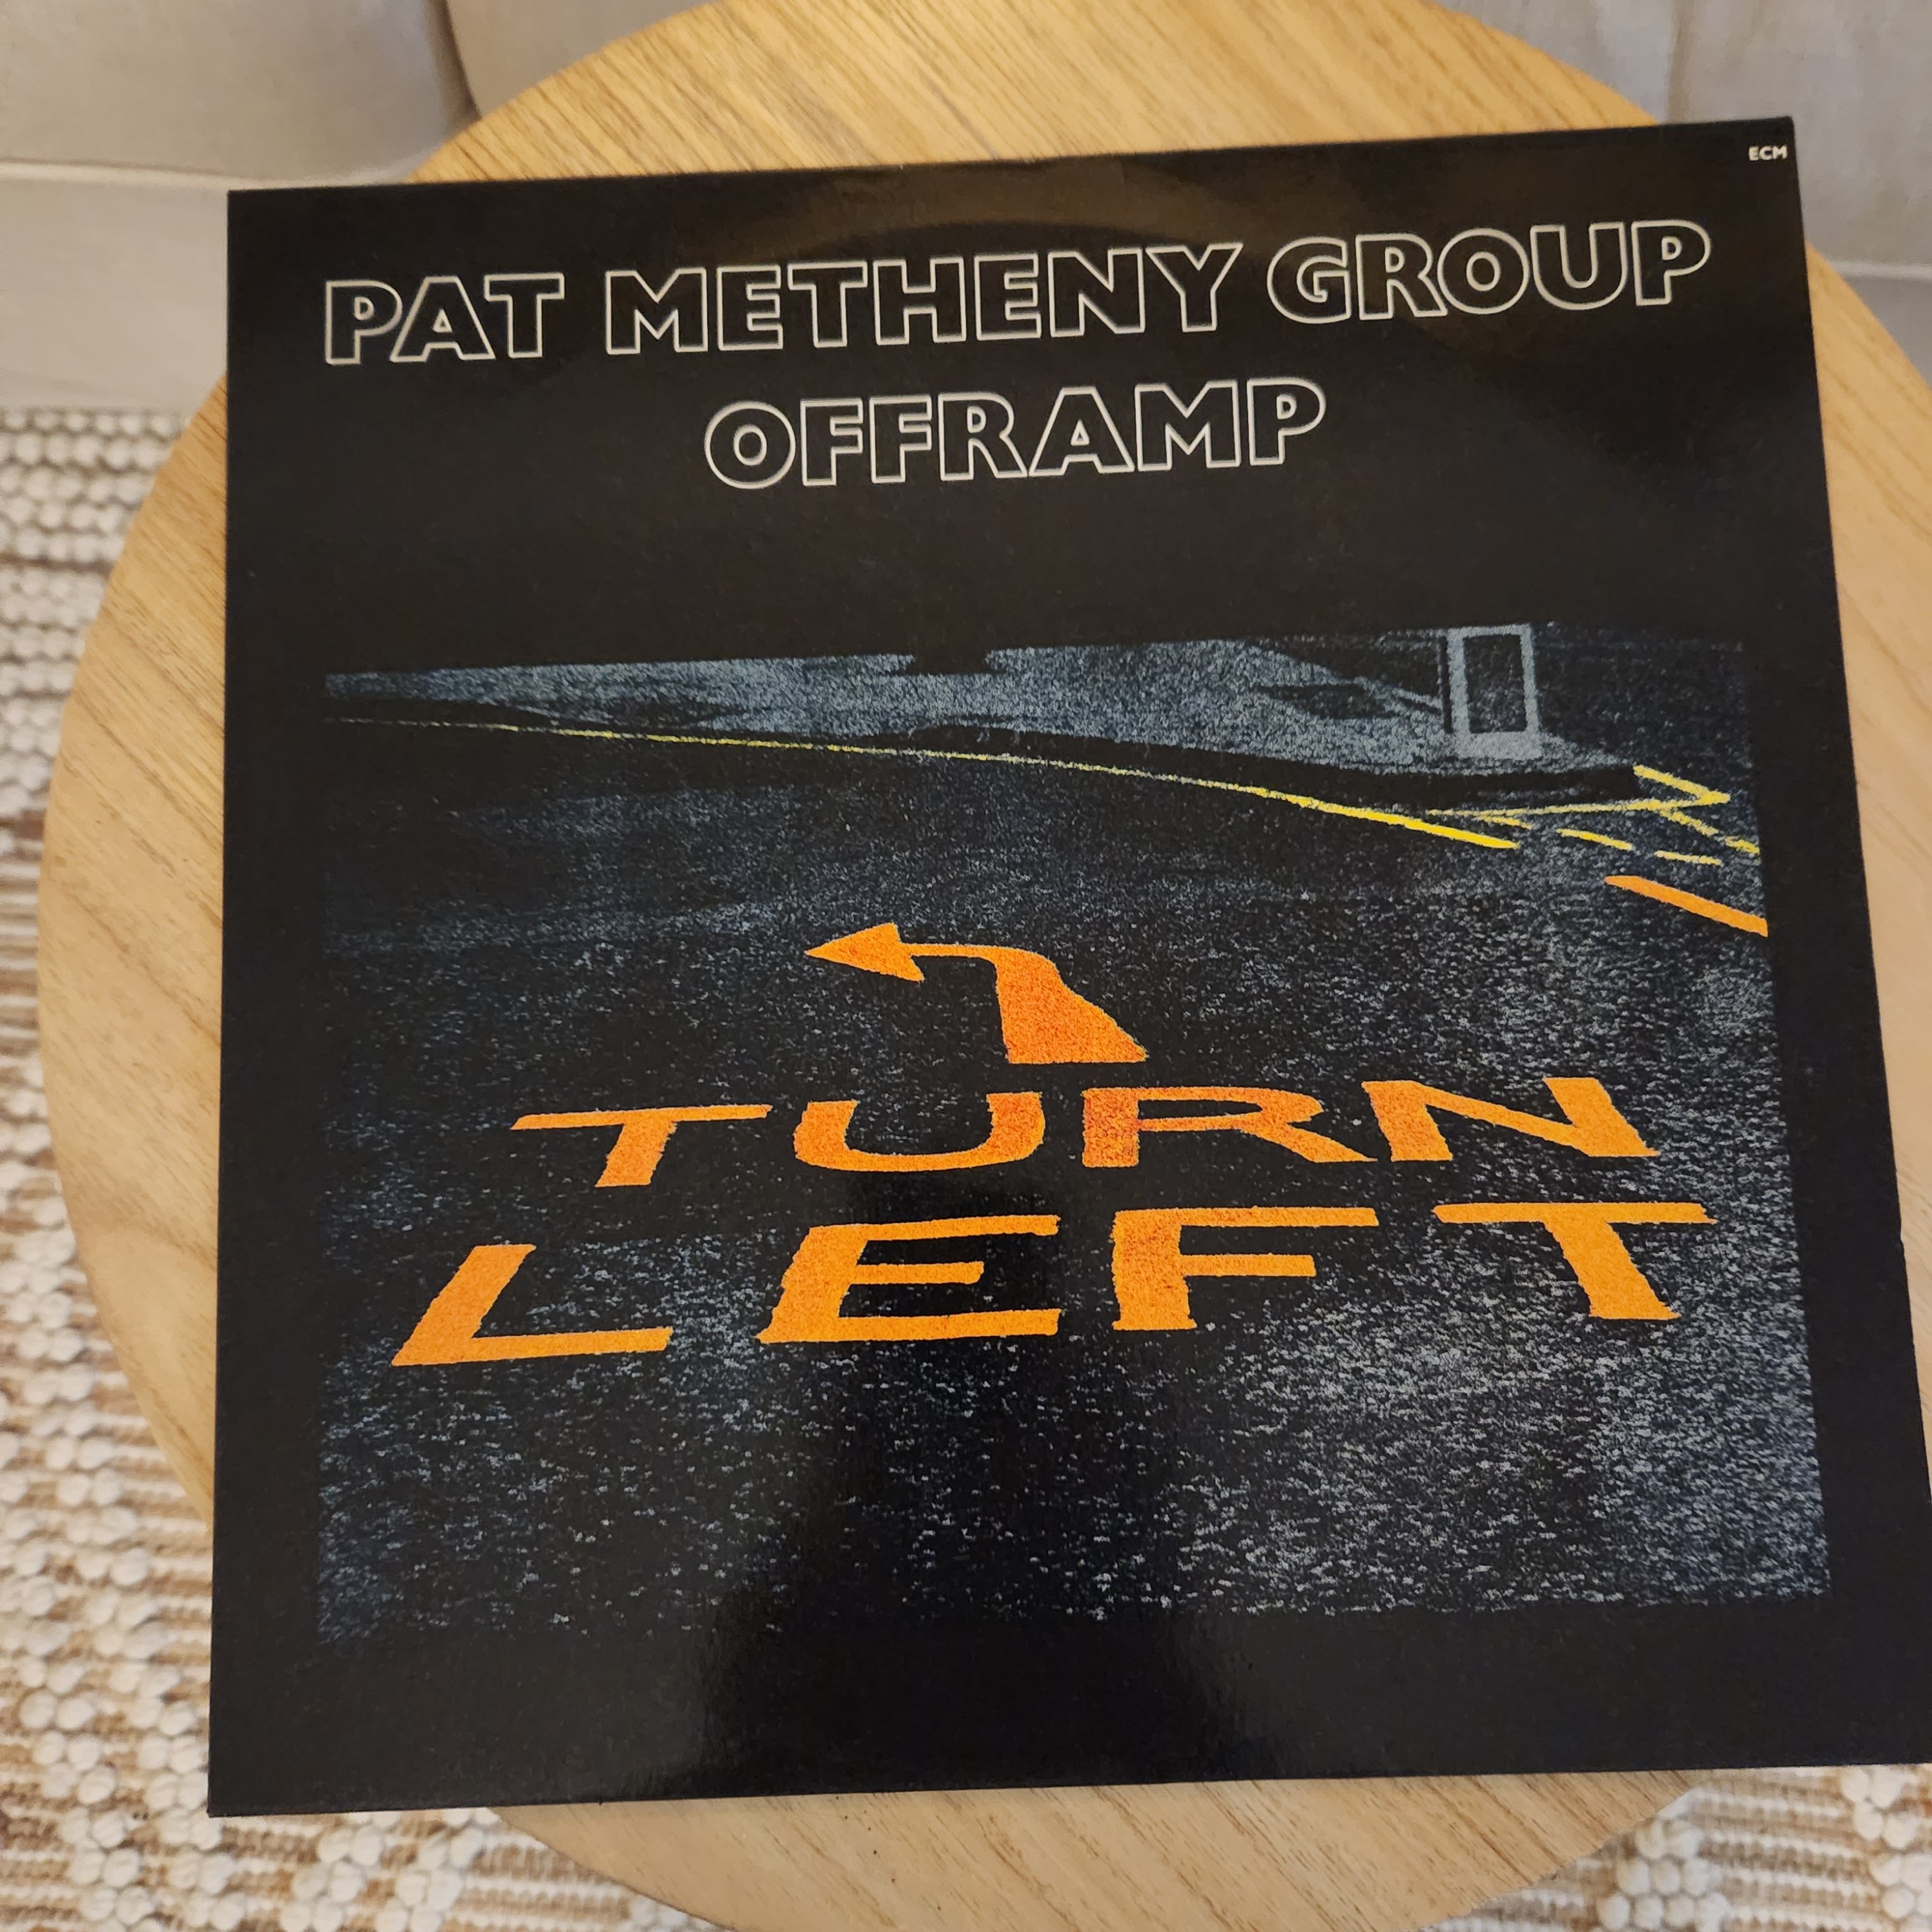 ECM
PAT METHENY GROUP
OFFRAMP
TURN
LEFT